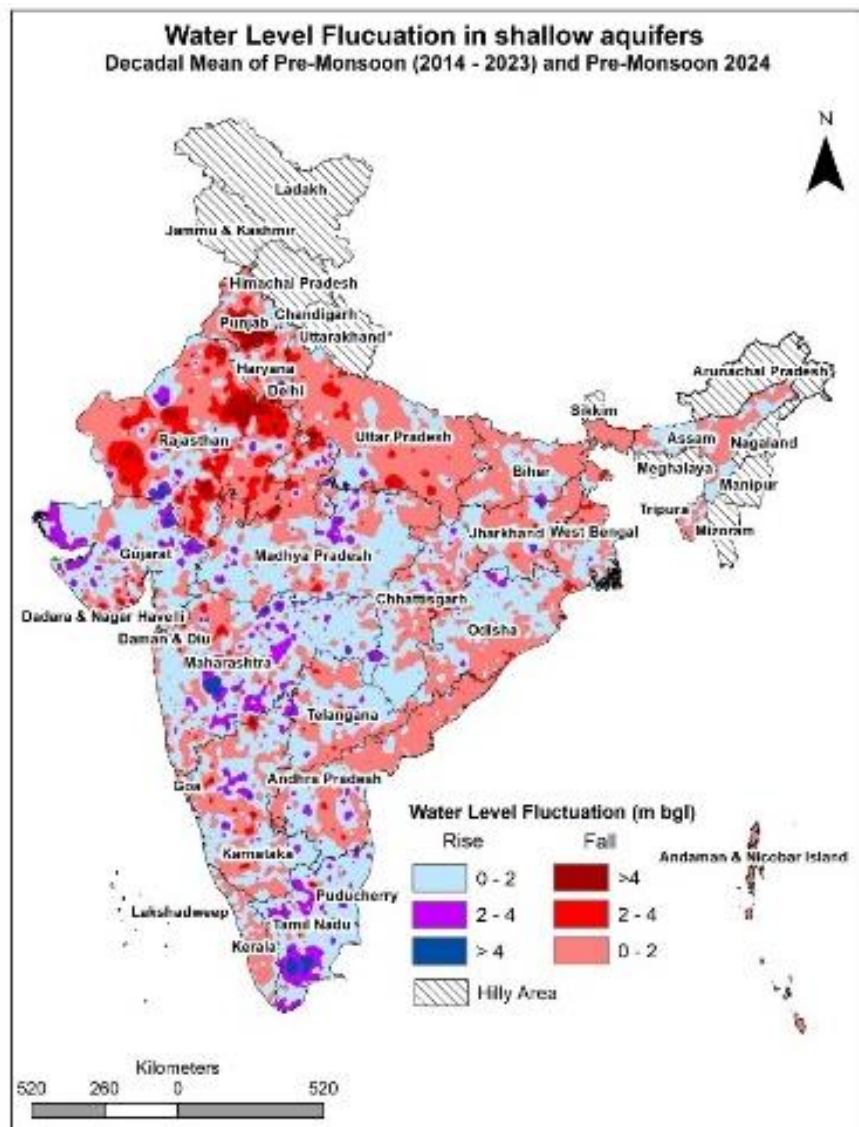 Water Level Flucuation in shallow aquifers
Decadal Mean of Pre-Monsoon (2014 - 2023) and Pre-Monsoon 2024
N
Ladakh
Jammu & Kashmir
Himachal Pradesh
Chandigarh
Punjab
Uttarakhand*
Haryana
Delhi
Arunachal Pradesh
Sikkim
Rajasthan
Uttar Pradesh
Assam
Nagaland
Bihar
Meghalaya
Manipur
Tripura
Jharkhand
West Bengal
Mizoram
Gujarat
Madhya Pradesh
Chhattisgarh
Dadara & Nagar Haveli
Odisha
Daman & Diu
Maharashtra
Telangana
Goa
Andhra Pradesh
Water Level Fluctuation (m bgl)
Rise
Fall
0 - 2
>4
2 - 4
2 - 4
> 4
0 - 2
Hilly Area
Andaman & Nicobar Island
Karnataka
Puducherry
Lakshadweep
Tamil Nadu
Kerala
Kilometers
520 260 0 520